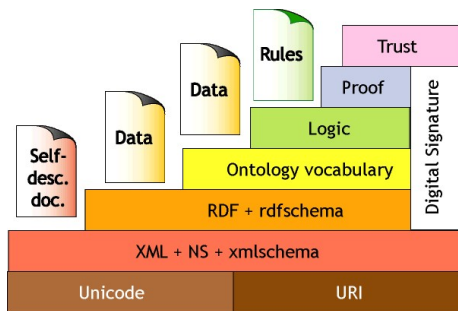 Rules
Trust
Data
Proof
Data
Logic
Self-
desc.
doc.
Ontology vocabulary
Digital Signature
RDF + rdfschema
XML + NS + xmlschema
Unicode
URI